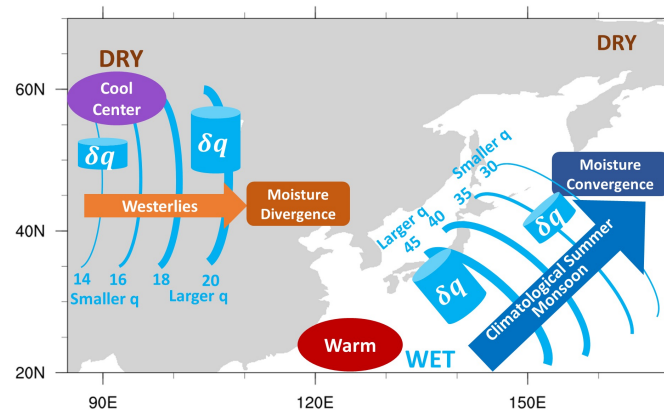 DRY
DRY
60N
Cool
Center
δq
δq
Westerlies
Moisture
Divergence
Moisture
Convergence
Smaller q
30
35
40
45
Larger q
δq
δq
40N
14
16
18
20
Smaller q
Larger q
Climatological Summer
Monsoon
Warm
WET
20N
90E
120E
150E